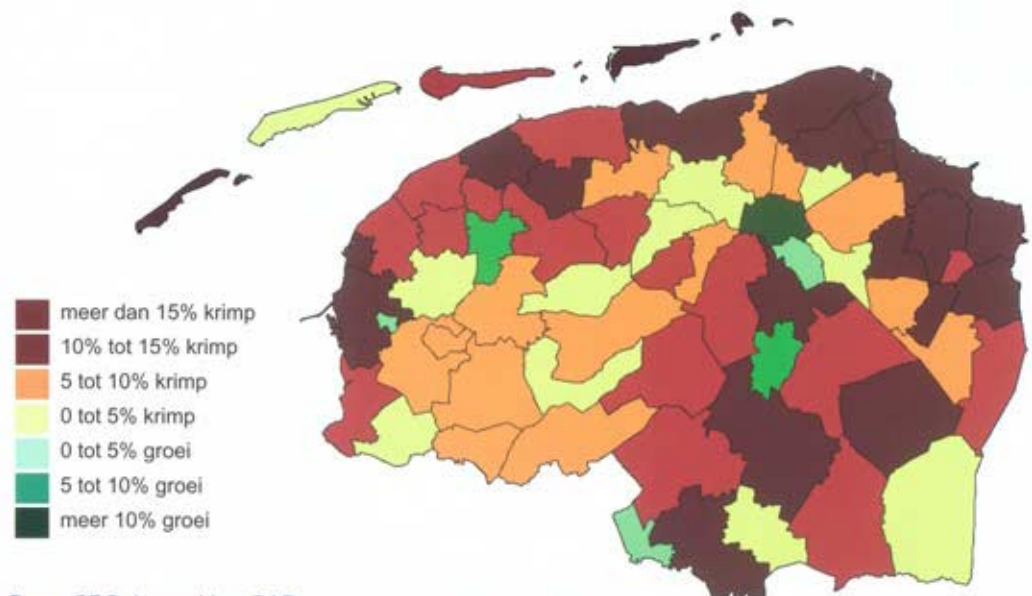 meer dan 15% krimp
10% tot 15% krimp
5 tot 10% krimp
0 tot 5% krimp
0 tot 5% groei
5 tot 10% groei
meer 10% groei